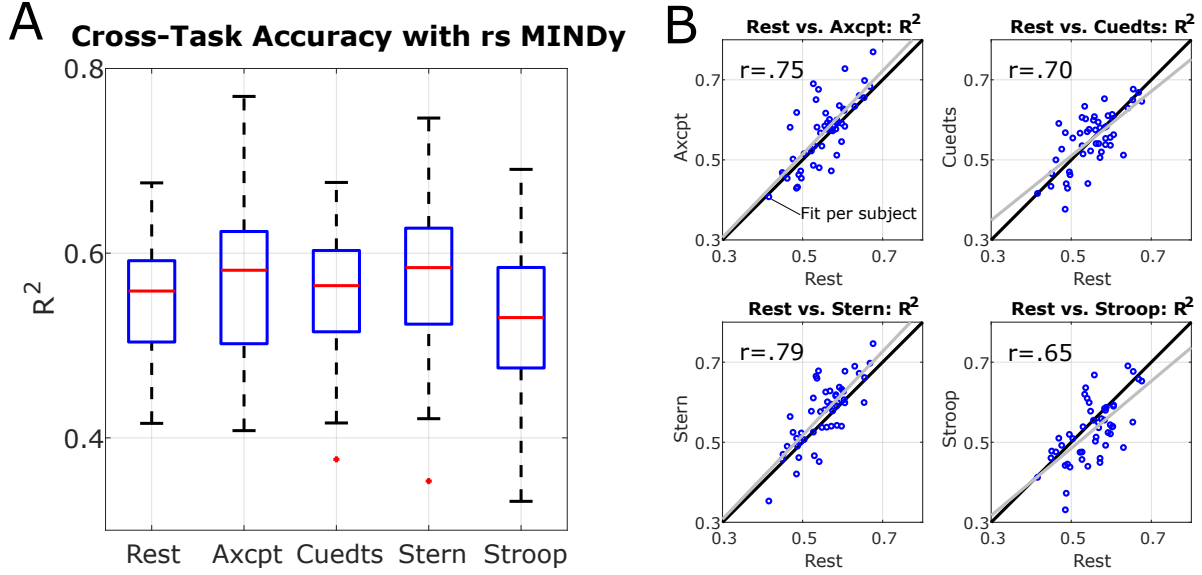 A
Cross-Task Accuracy with rs MINDy
R²
0.8
0.6
0.4
Rest Axcpt Cuedts Stern Stroop
B
Rest vs. Axcpt: R²
r=.75
Axcpt
0.7
0.5
0.3
Fit per subject
0.3 0.5 0.7
Rest
Rest vs. Cuedts: R²
r=.70
Cuedts
0.7
0.5
0.3
0.3 0.5 0.7
Rest
Rest vs. Stern: R²
r=.79
Stern
0.7
0.5
0.3
0.3 0.5 0.7
Rest
Rest vs. Stroop: R²
r=.65
Stroop
0.7
0.5
0.3
0.3 0.5 0.7
Rest